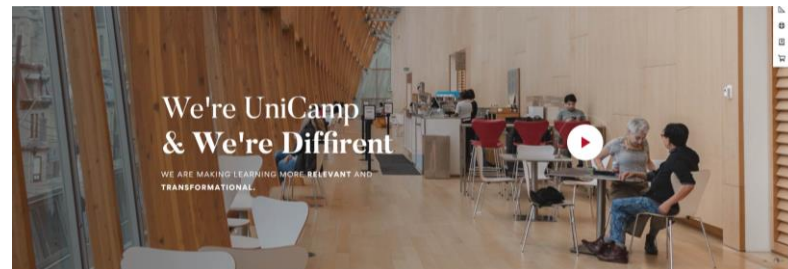 We're UniCamp
& We're Diffirent
WE ARE MAKING LEARNING MORE RELEVANT AND
TRANSFORMATIONAL.